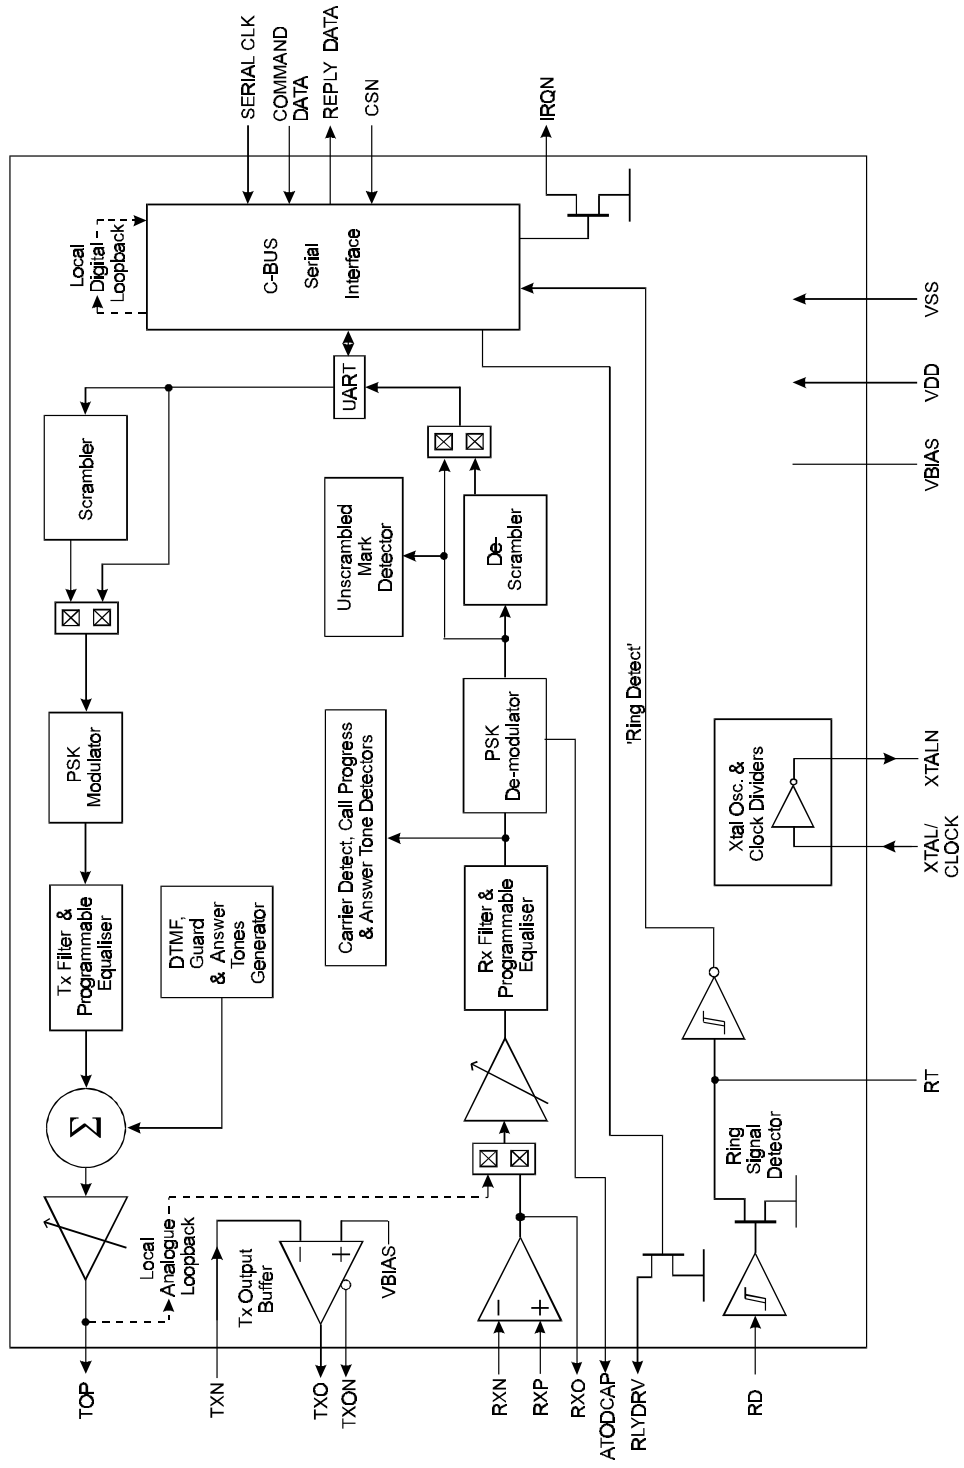 SERIAL CLK
COMMAND
DATA
REPLY DATA
CSN
IRQN
Local
Digital
Loopback
C-BUS
Serial
Interface
UART
Scrambler
Unscrambled
Mark
Detector
De-
Scrambler
PSK
Modulator
Carrier Detect, Call Progress
& Answer Tone Detectors
PSK
De-modulator
'Ring Detect'
Tx Filter &
Programmable
Equaliser
DTMF,
Guard
& Answer
Tones
Generator
Rx Filter &
Programmable
Equaliser
Xtal Osc. &
Clock Dividers
Σ
Local
Analogue
Loopback
Tx Output
Buffer
−
+
VBIAS
−
+
Ring
Signal
Detector
VSS
VDD
VBIAS
XTALN
XTAL/
CLOCK
RT
TOP
TXN
TXO
TXON
RXN
RXP
RXO
ATODCAP
RLYDRV
RD